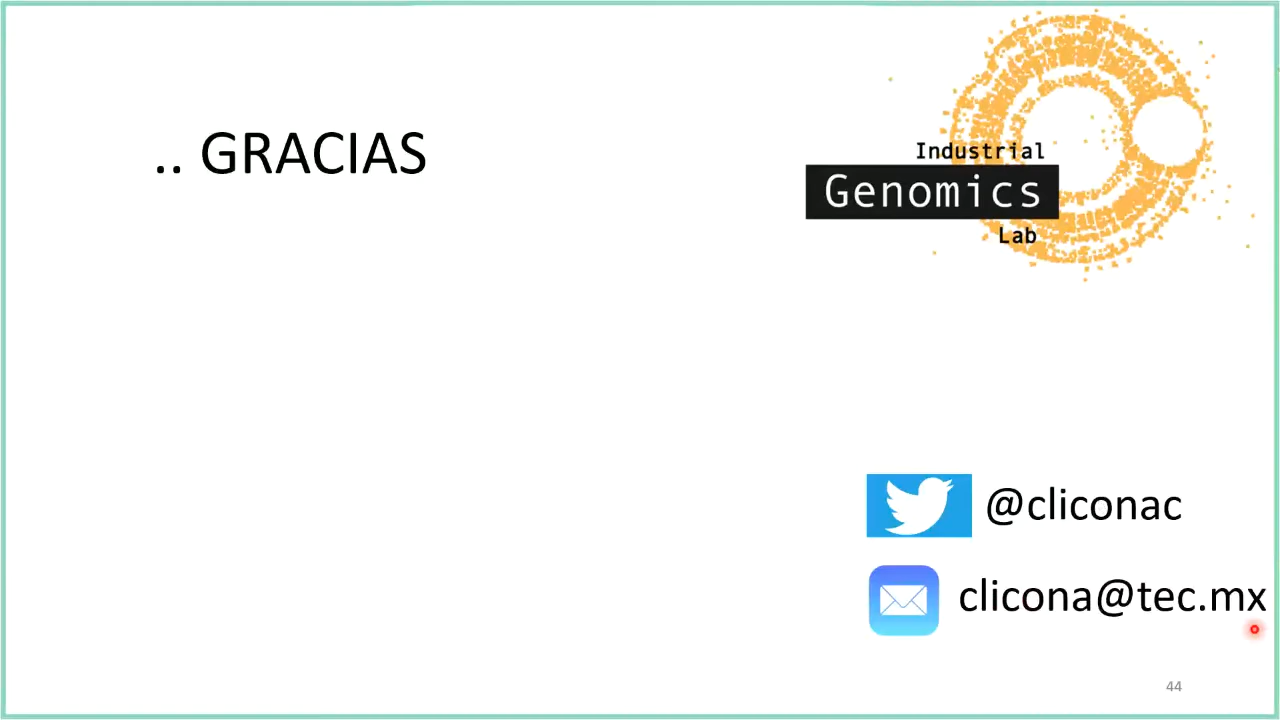 .. GRACIAS
Industrial
Genomics
Lab
@cliconac
clicona@tec.mx
44